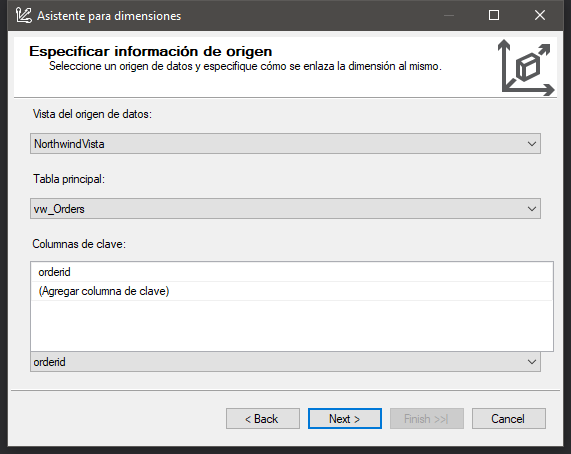 Asistente para dimensiones
Especificar información de origen
Seleccione un origen de datos y especifique cómo se enlaza la dimensión al mismo.
Vista del origen de datos:
NorthwindVista
Tabla principal:
vw_Orders
Columnas de clave:
orderid
(Agregar columna de clave)
orderid
< Back
Next >
Finish >>|
Cancel